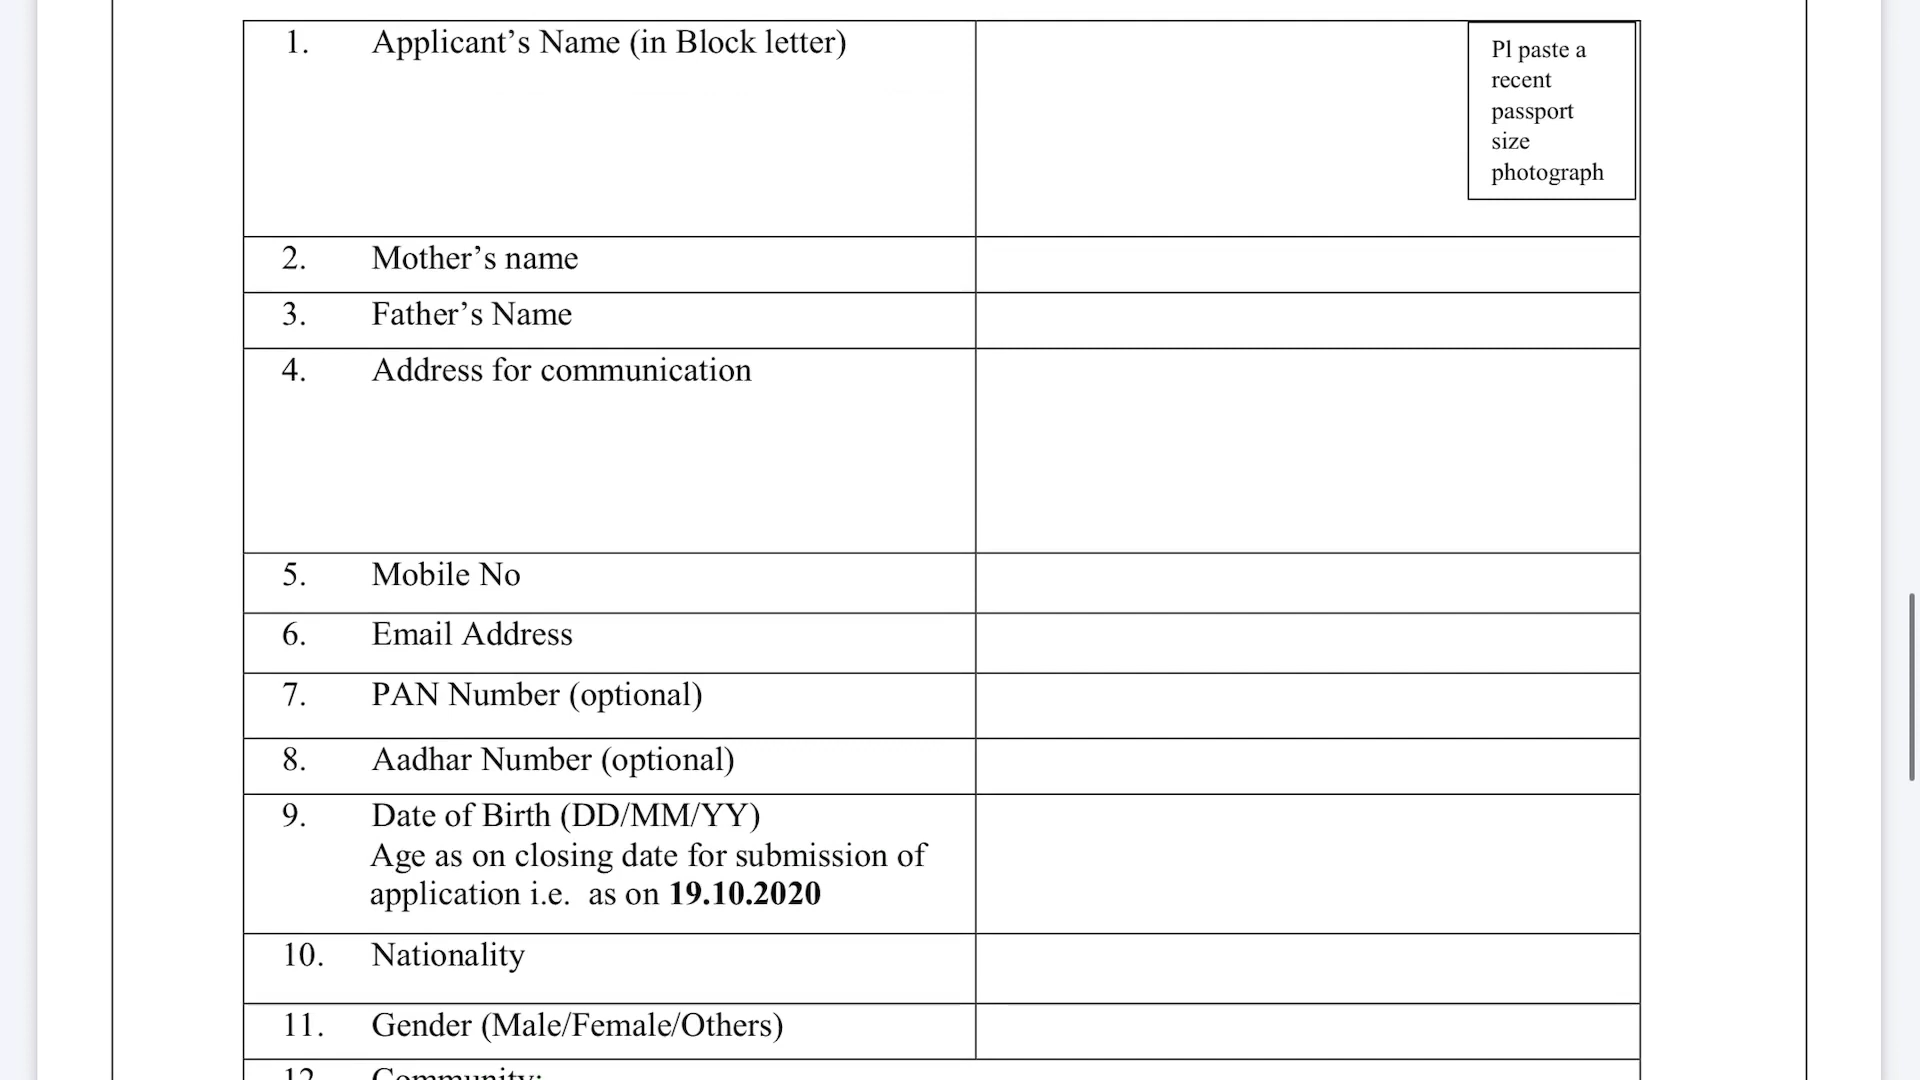 1. Applicant’s Name (in Block letter)
Pl paste a
recent
passport
size
photograph
2. Mother’s name
3. Father’s Name
4. Address for communication
5. Mobile No
6. Email Address
7. PAN Number (optional)
8. Aadhar Number (optional)
9. Date of Birth (DD/MM/YY)
Age as on closing date for submission of
application i.e. as on 19.10.2020
10. Nationality
11. Gender (Male/Female/Others)
12. Community: